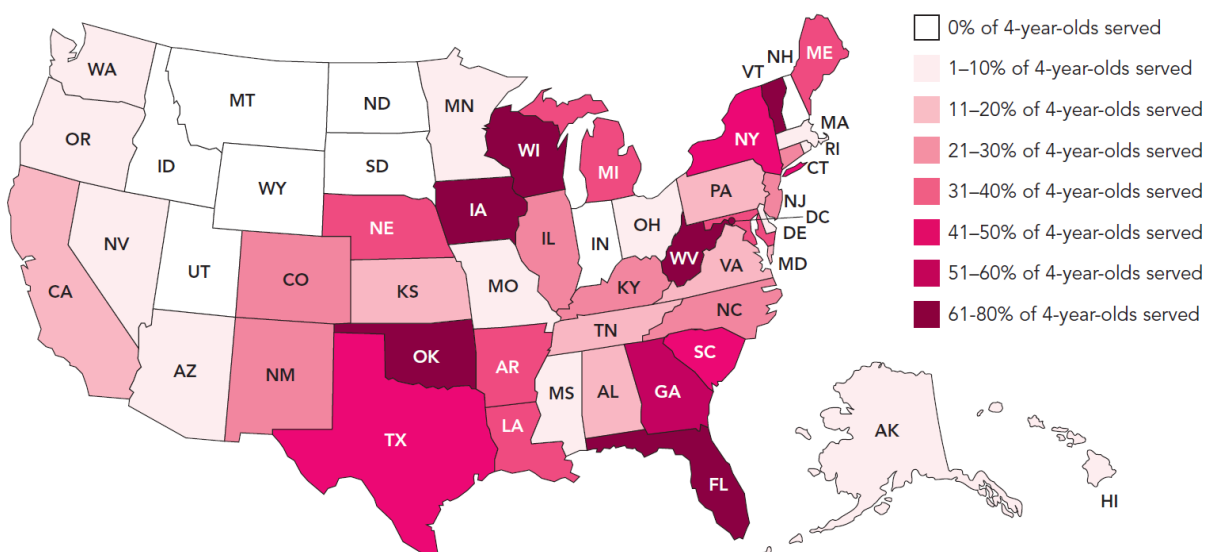 0% of 4-year-olds served
1–10% of 4-year-olds served
11–20% of 4-year-olds served
21–30% of 4-year-olds served
31–40% of 4-year-olds served
41–50% of 4-year-olds served
51–60% of 4-year-olds served
61-80% of 4-year-olds served
WA
MT
ND
MN
VT
NH
ME
OR
ID
SD
WI
MI
NY
MA
RI
CT
WY
IA
NE
PA
NJ
DC
DE
MD
NV
UT
CO
KS
IL
IN
OH
MO
KY
WV
VA
CA
AZ
NM
OK
AR
TN
NC
SC
MS
AL
GA
TX
LA
FL
AK
HI